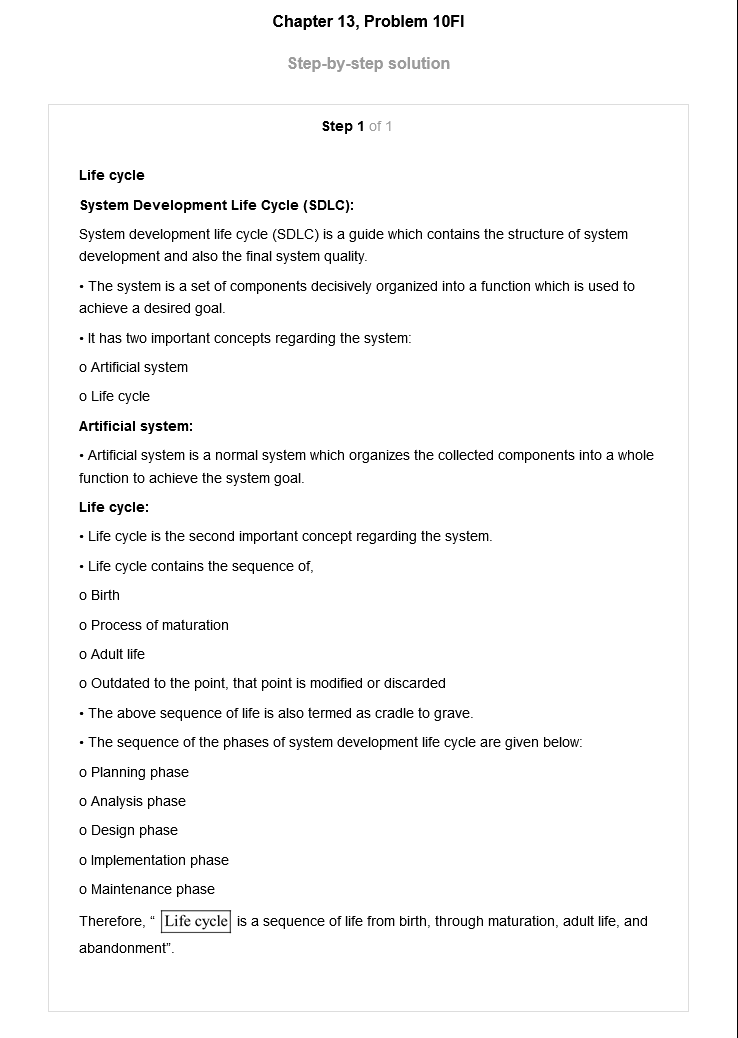 Chapter 13, Problem 10FI
Step-by-step solution
Step 1 of 1
Life cycle
System Development Life Cycle (SDLC):
System development life cycle (SDLC) is a guide which contains the structure of system
development and also the final system quality.
• The system is a set of components decisively organized into a function which is used to
achieve a desired goal.
• It has two important concepts regarding the system:
o Artificial system
o Life cycle
Artificial system:
• Artificial system is a normal system which organizes the collected components into a whole
function to achieve the system goal.
Life cycle:
• Life cycle is the second important concept regarding the system.
• Life cycle contains the sequence of,
o Birth
o Process of maturation
o Adult life
o Outdated to the point, that point is modified or discarded
• The above sequence of life is also termed as cradle to grave.
• The sequence of the phases of system development life cycle are given below:
o Planning phase
o Analysis phase
o Design phase
o Implementation phase
o Maintenance phase
Therefore, “ Life cycle is a sequence of life from birth, through maturation, adult life, and
abandonment”.